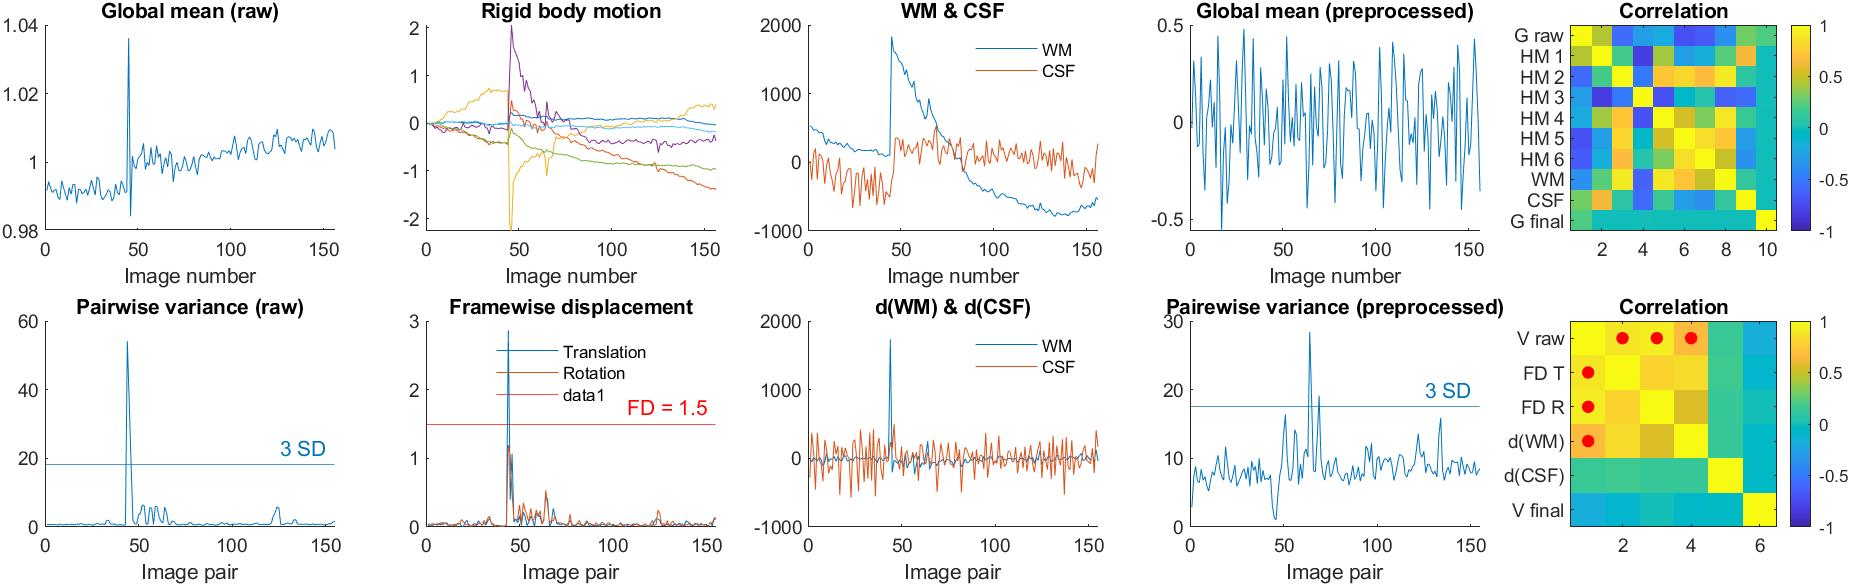 Global mean (raw)
1.04
1.02
1
0.98
0
50
100
150
Image number
Rigid body motion
2
1
0
-1
-2
0
50
100
150
Image number
WM & CSF
2000
1000
0
-1000
WM
CSF
0
50
100
150
Image number
Global mean (preprocessed)
0.5
0
-0.5
0
50
100
150
Image number
Correlation
G raw
HM 1
HM 2
HM 3
HM 4
HM 5
HM 6
WM
CSF
G final
2
4
6
8
10
1
0.5
0
-0.5
-1
Pairwise variance (raw)
60
40
20
0
3 SD
0
50
100
150
Image pair
Framewise displacement
3
2
1
0
Translation
Rotation
data1
FD = 1.5
0
50
100
150
Image pair
d(WM) & d(CSF)
2000
1000
0
-1000
WM
CSF
0
50
100
150
Image pair
Pairewise variance (preprocessed)
30
20
10
0
3 SD
0
50
100
150
Image pair
Correlation
V raw
FD T
FD R
d(WM)
d(CSF)
V final
2
4
6
1
0.5
0
-0.5
-1